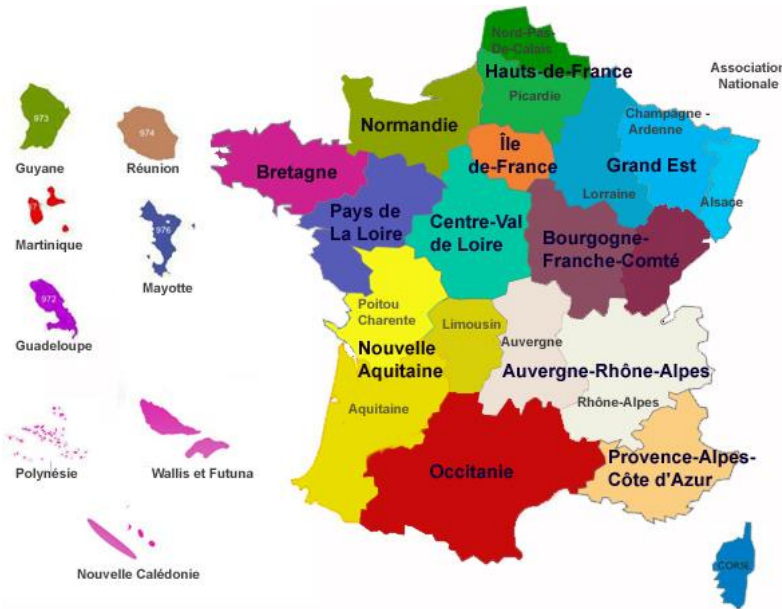 Nord-Pas-
De-Calais
Hauts-de-France
Picardie
Association
Nationale
973
974
Guyane
Réunion
Normandie
Île
de-France
Champagne -
Ardenne
Grand Est
Lorraine
Alsace
Bretagne
Pays de
La Loire
Centre-Val
de Loire
Bourgogne-
Franche-Comté
Martinique
976
Mayotte
972
Guadeloupe
Poitou
Charente
Limousin
Auvergne
Nouvelle
Aquitaine
Auvergne-Rhône-Alpes
Aquitaine
Rhône-Alpes
Polynésie
Wallis et Futuna
Occitanie
Provence-Alpes-
Côte d'Azur
Nouvelle Calédonie
CORSE